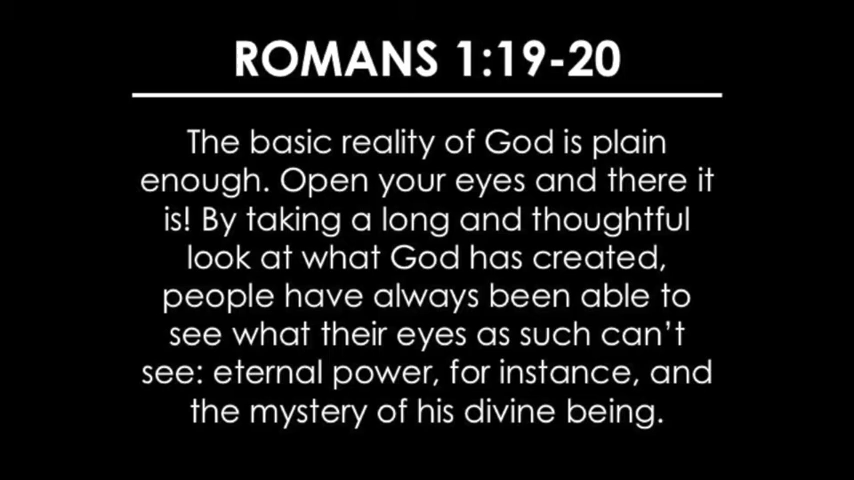 ROMANS 1:19-20
The basic reality of God is plain
enough. Open your eyes and there it
is! By taking a long and thoughtful
look at what God has created,
people have always been able to
see what their eyes as such can’t
see: eternal power, for instance, and
the mystery of his divine being.